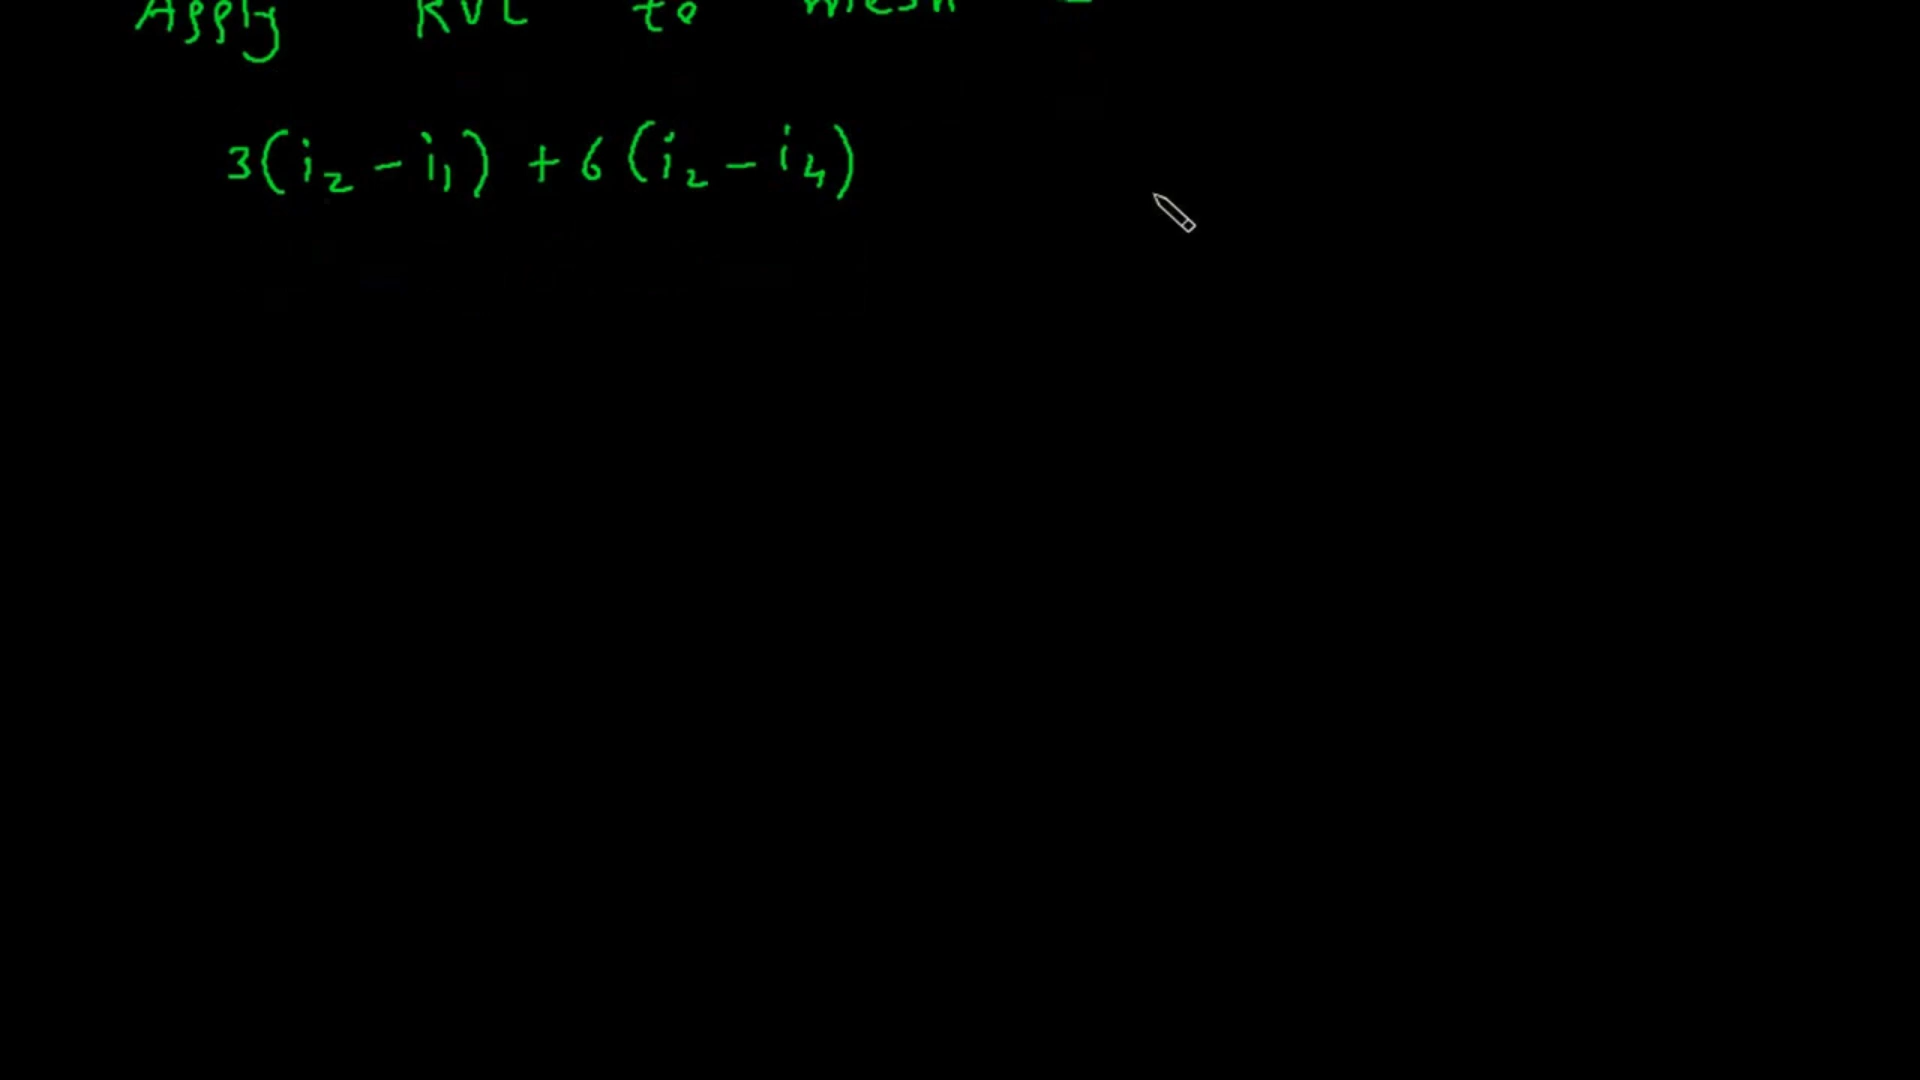 Apply KVL to mesh
3(i₂ - i₁) + 6(i₂ - i₄)